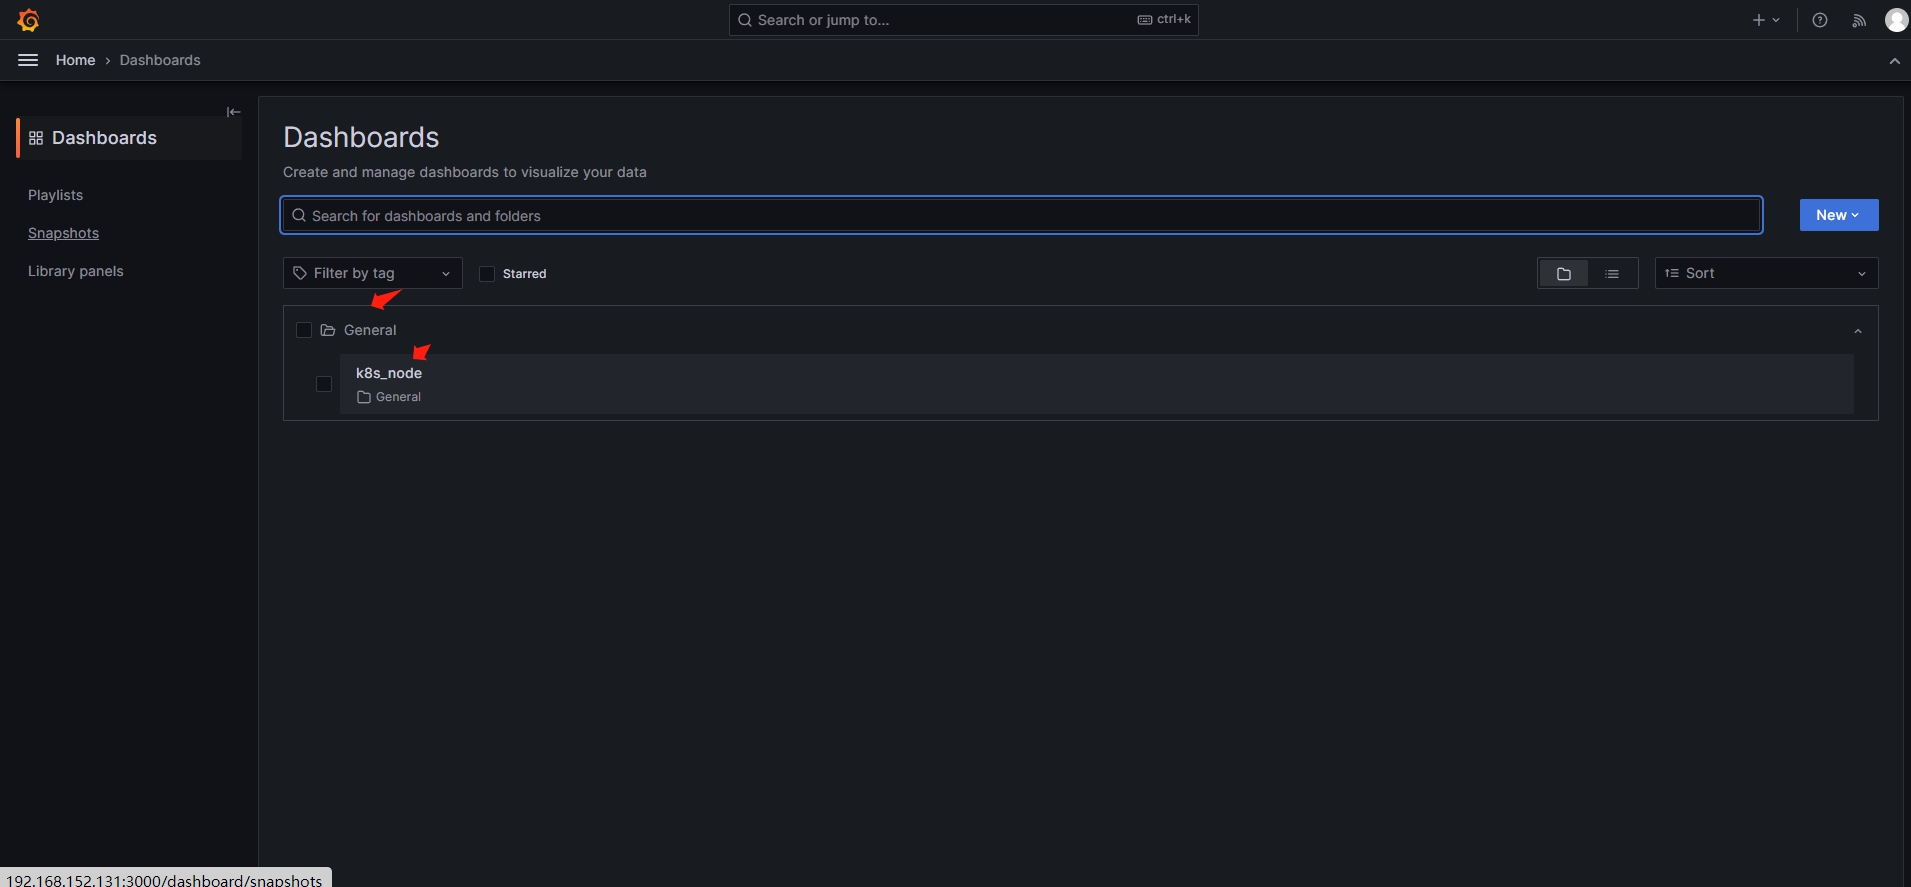 Search or jump to...
ctrl+k
Home › Dashboards
Dashboards
Playlists
Snapshots
Library panels
Dashboards
Create and manage dashboards to visualize your data
Search for dashboards and folders
New
Filter by tag
Starred
Sort
General
k8s_node
General
192.168.152.131:3000/dashboard/snapshots